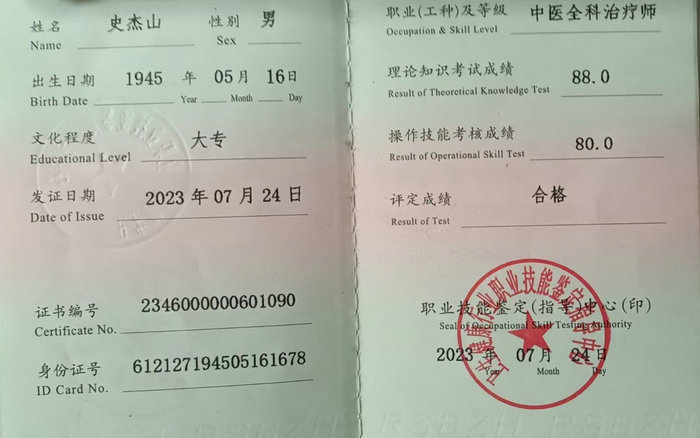 姓名 史杰山 性别 男
Name Sex
出生日期 1945 年 05 月 16 日
Birth Date Year Month Day
文化程度 大专
Educational Level
发证日期 2023 年 07 月 24 日
Date of Issue
证书编号 2346000000601090
Certificate No.
身份证号 612127194505161678
ID Card No.
职业(工种)及等级 中医全科治疗师
Occupation & Skill Level
理论知识考试成绩 88.0
Result of Theoretical Knowledge Test
操作技能考核成绩 80.0
Result of Operational Skill Test
评定成绩 合格
Result of Test
职业技能鉴定(指导)中心(印)
Seal of Occupational Skill Testing Authority
2023 年 07 月 24 日
Year Month Day